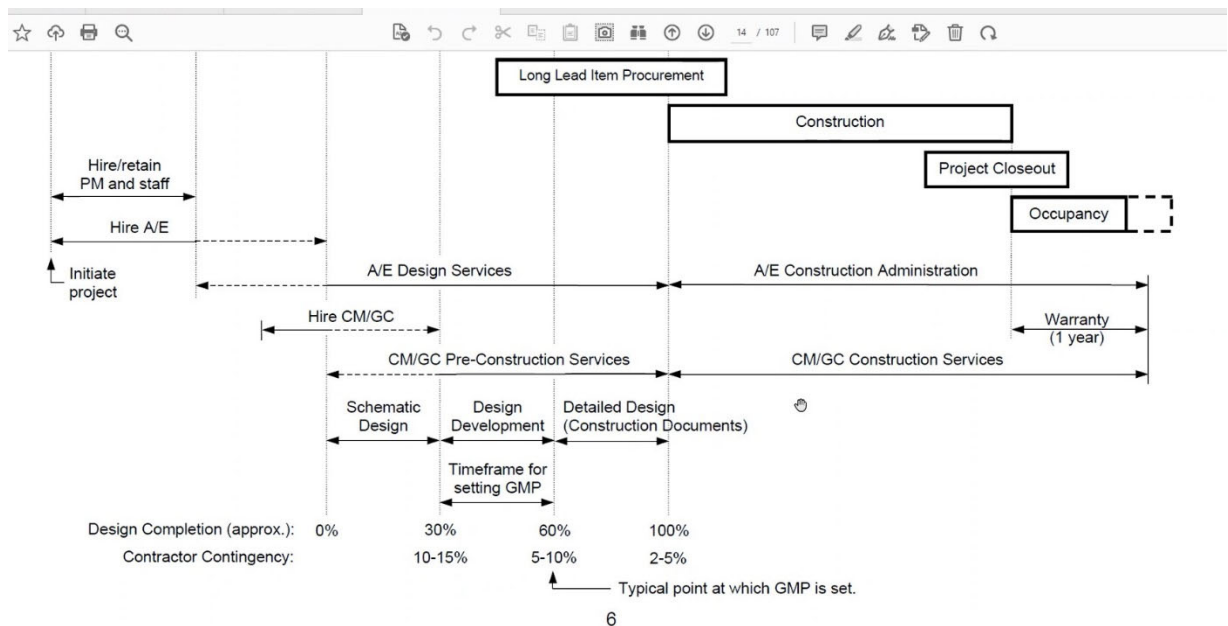 14 / 107
Long Lead Item Procurement
Construction
Hire/retain
PM and staff
Project Closeout
Occupancy
Hire A/E
Initiate
project
A/E Design Services
A/E Construction Administration
Hire CM/GC
Warranty
(1 year)
CM/GC Pre-Construction Services
CM/GC Construction Services
Schematic
Design
Design
Development
Detailed Design
(Construction Documents)
Timeframe for
setting GMP
Design Completion (approx.): 0% 30% 60% 100%
Contractor Contingency: 10-15% 5-10% 2-5%
Typical point at which GMP is set.
6